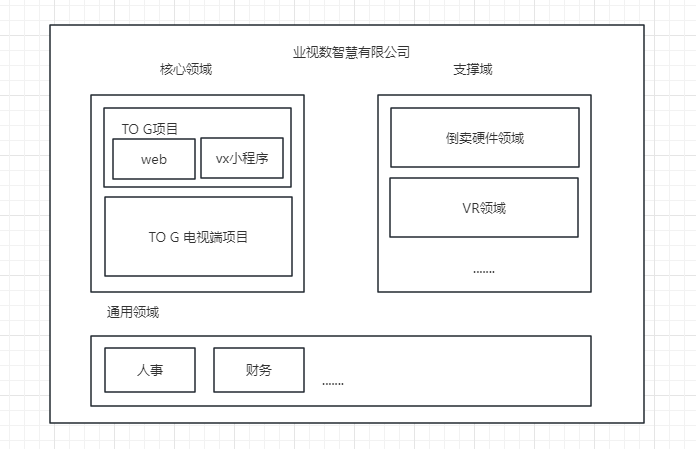 业视数智慧有限公司
核心领域
支撑域
TO G项目
web
vx小程序
TO G 电视端项目
倒卖硬件领域
VR领域
.......
通用领域
人事
财务
.......